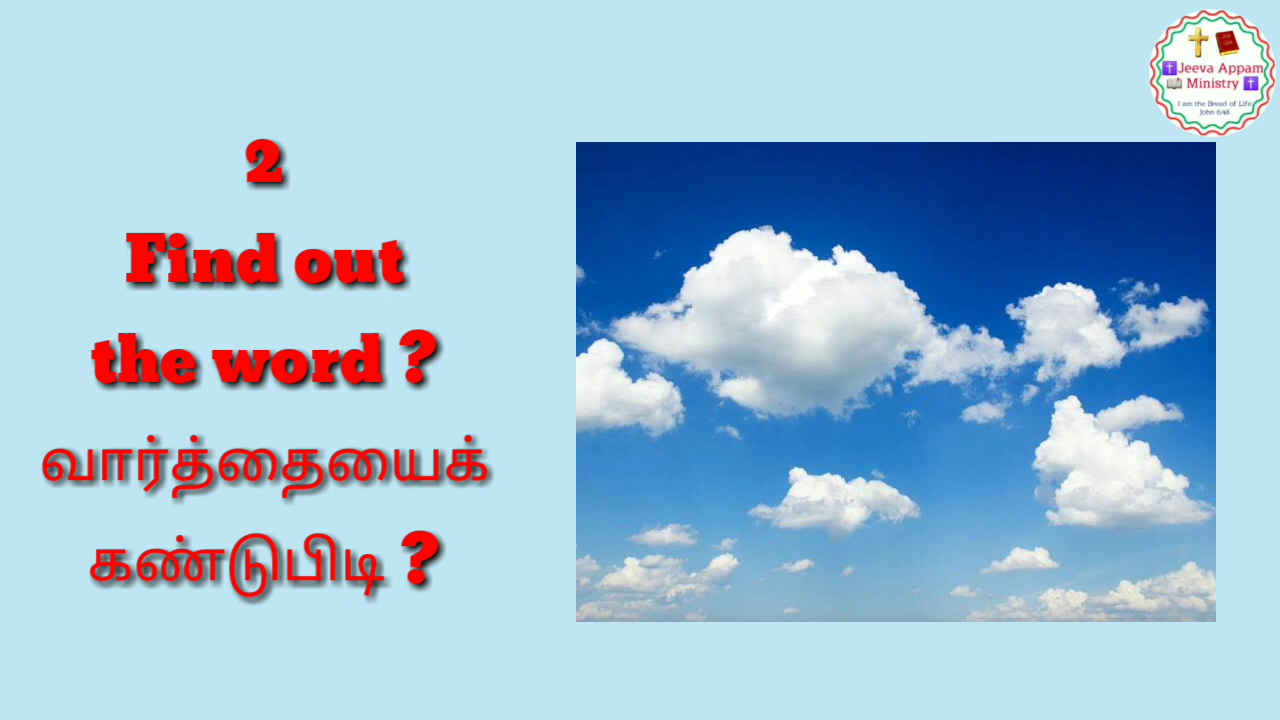 2
Find out
the word ?
வார்த்தையைக்
கண்டுபிடி ?
✝Jeeva Appam
Ministry ✝
I am the Bread of Life
John 6:48